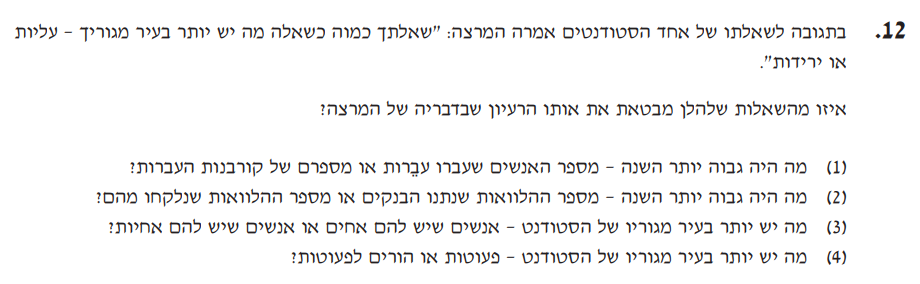 12. בתגובה לשאלתו של אחד הסטודנטים אמרה המרצה: "שאלתך כמוה כשאלה מה יש יותר בעיר מגוריך – עליות
או ירידות".
איזו מהשאלות שלהלן מבטאת את אותו הרעיון שבדבריה של המרצה?
(1) מה היה גבוה יותר השנה – מספר האנשים שעברו עבֵרות או מספרם של קורבנות העברות?
(2) מה היה גבוה יותר השנה – מספר ההלוואות שנתנו הבנקים או מספר ההלוואות שנלקחו מהם?
(3) מה יש יותר בעיר מגוריו של הסטודנט – אנשים שיש להם אחים או אנשים שיש להם אחיות?
(4) מה יש יותר בעיר מגוריו של הסטודנט – פעוטות או הורים לפעוטות?